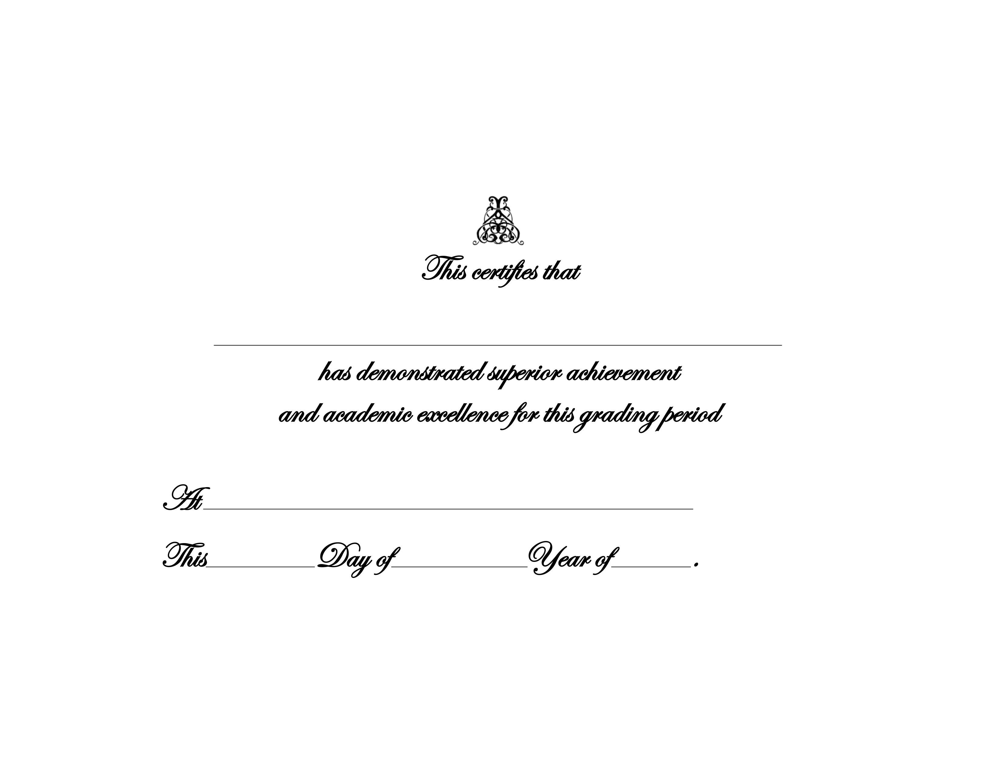 This certifies that
has demonstrated superior achievement
and academic excellence for this grading period
At
This Day of Year of .